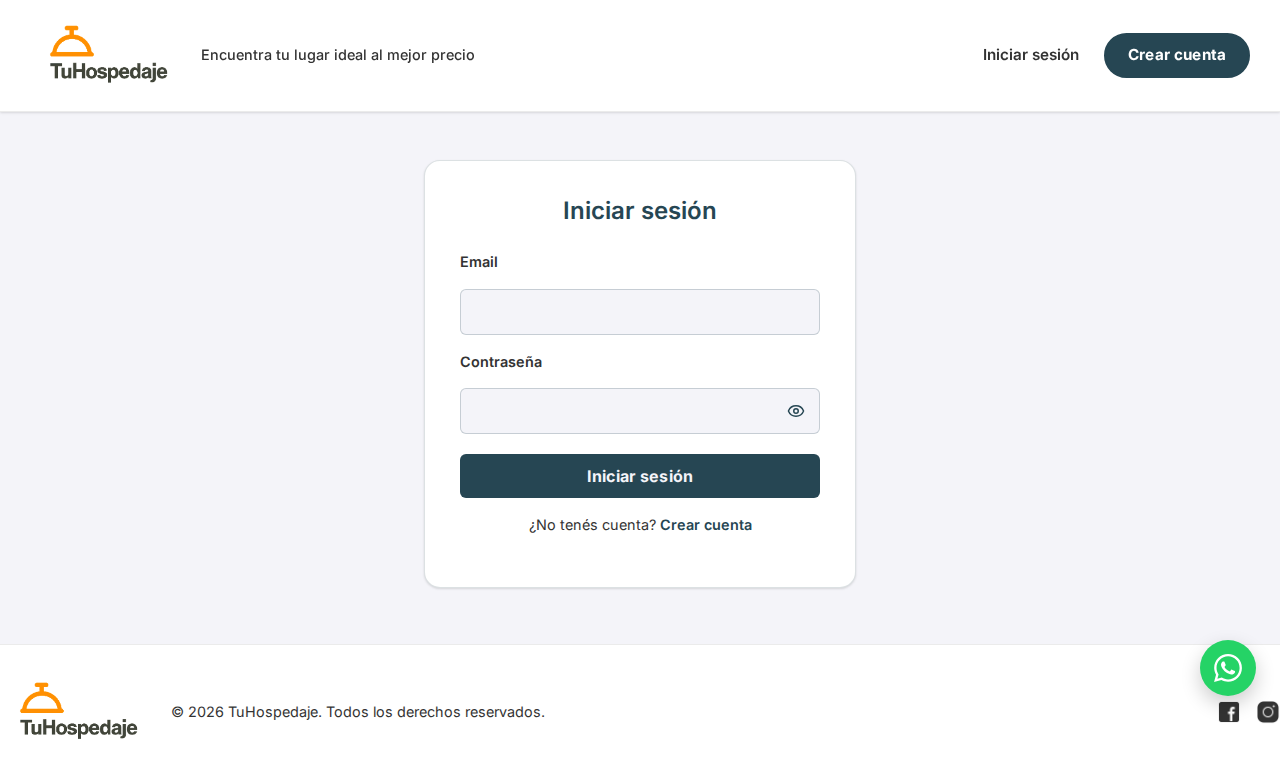 TuHospedaje
Encuentra tu lugar ideal al mejor precio
Iniciar sesión
Crear cuenta
Iniciar sesión
Email
Contraseña
Iniciar sesión
¿No tenés cuenta? Crear cuenta
TuHospedaje
© 2026 TuHospedaje. Todos los derechos reservados.